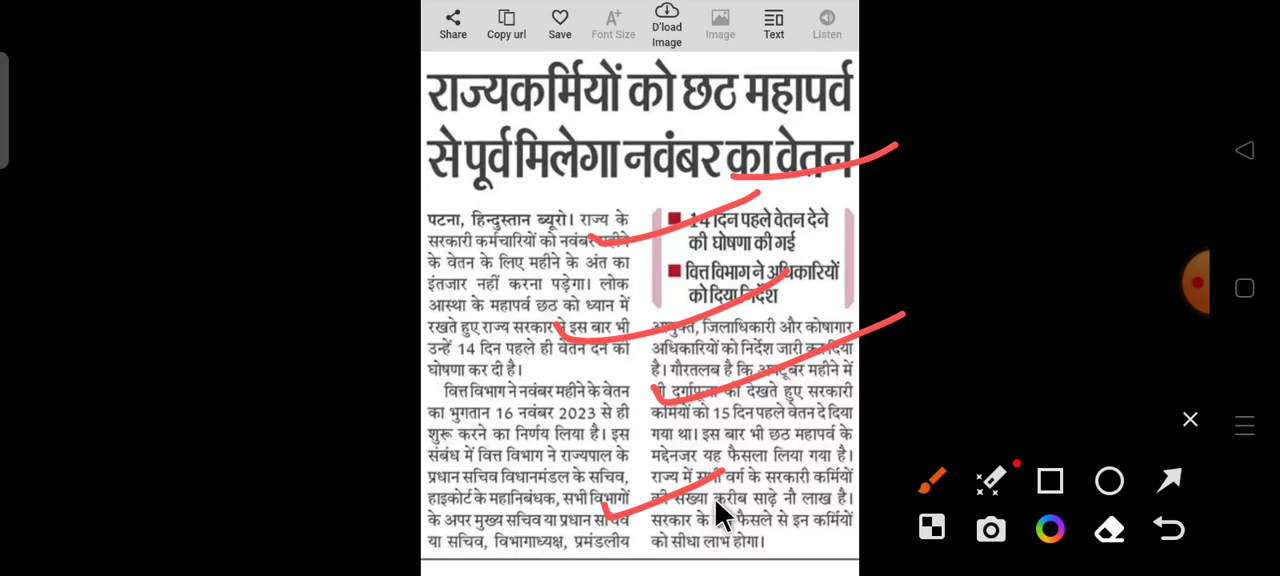 Share Copy url Save Font Size D'load Image Image Text Listen
राज्यकर्मियों को छठ महापर्व
से पूर्व मिलेगा नवंबर का वेतन
पटना, हिन्दुस्तान ब्यूरो। राज्य के
सरकारी कर्मचारियों को नवंबर महीने
के वेतन के लिए महीने के अंत का
इंतजार नहीं करना पड़ेगा। लोक
आस्था के महापर्व छठ को ध्यान में
रखते हुए राज्य सरकार ने इस बार भी
उन्हें 14 दिन पहले ही वेतन देने की
घोषणा कर दी है।
वित्त विभाग ने नवंबर महीने के वेतन
का भुगतान 16 नवंबर 2023 से ही
शुरू करने का निर्णय लिया है। इस
संबंध में वित्त विभाग ने राज्यपाल के
प्रधान सचिव विधानमंडल के सचिव,
हाइकोर्ट के महानिबंधक, सभी विभागों
के अपर मुख्य सचिव या प्रधान सचिव
या सचिव, विभागाध्यक्ष, प्रमंडलीय
14 दिन पहले वेतन देने
की घोषणा की गई
वित्त विभाग ने अधिकारियों
को दिया निर्देश
आयुक्त, जिलाधिकारी और कोषागार
अधिकारियों को निर्देश जारी कर दिया
है। गौरतलब है कि अक्टूबर महीने में
भी दुर्गापूजा को देखते हुए सरकारी
कर्मियों को 15 दिन पहले वेतन दे दिया
गया था। इस बार भी छठ महापर्व के
मद्देनजर यह फैसला लिया गया है।
राज्य में सभी वर्ग के सरकारी कर्मियों
की संख्या करीब साढ़े नौ लाख है।
सरकार के फैसले से इन कर्मियों
को सीधा लाभ होगा।